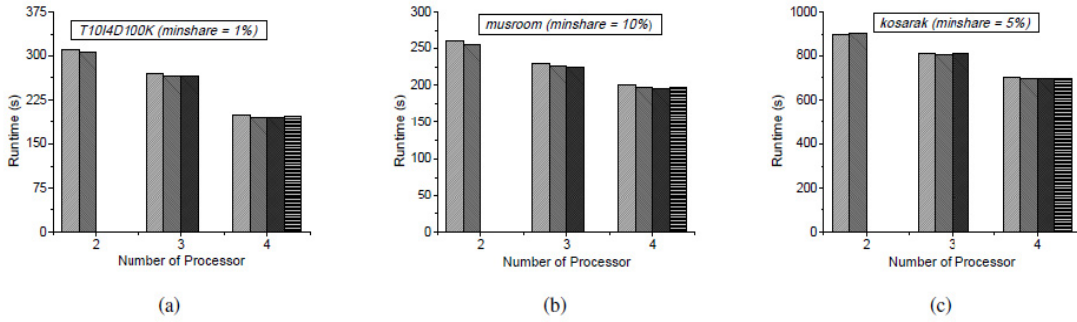 T10I4D100K (minshare = 1%)
375
300
225
150
75
0
Runtime (s)
2
3
4
Number of Processor
(a)
musroom (minshare = 10%)
300
250
200
150
100
50
0
Runtime (s)
2
3
4
Number of Processor
(b)
kosarak (minshare = 5%)
1000
800
600
400
200
0
Runtime (s)
2
3
4
Number of Processor
(c)